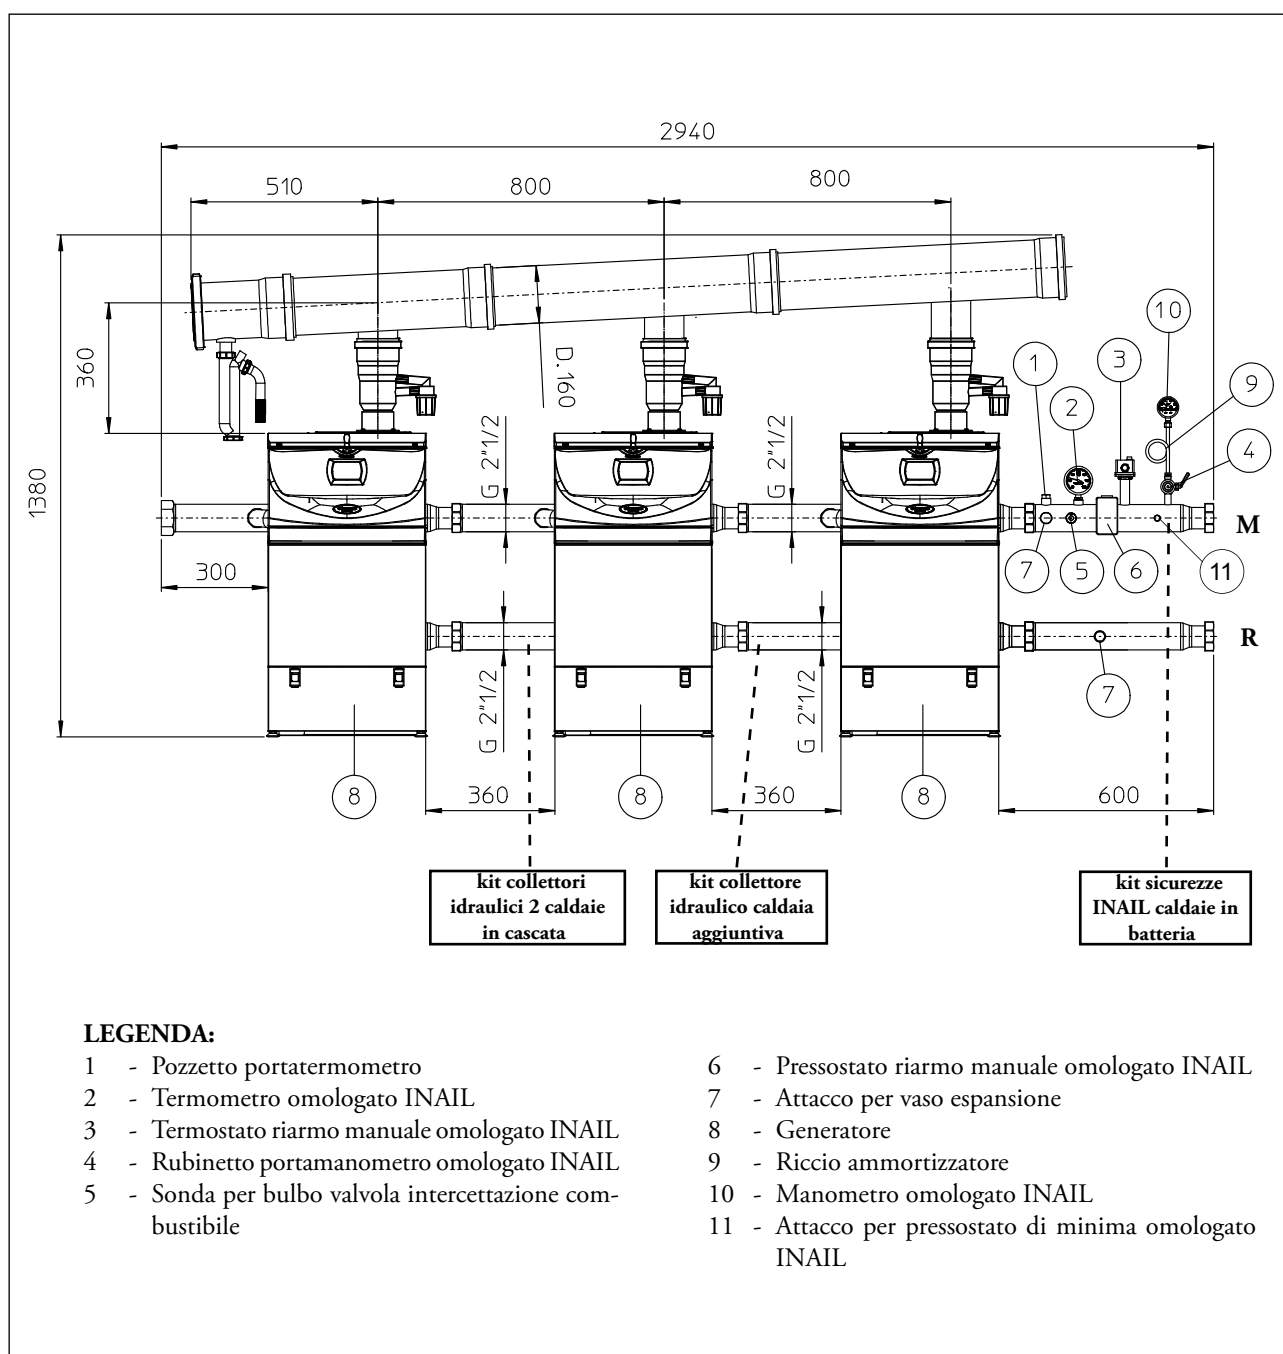 2940
510
800
800
10
1
3
9
360
D.160
2
4
1380
G 2"1/2
G 2"1/2
M
300
7
5
6
11
R
G 2"1/2
G 2"1/2
7
8
360
8
360
8
600
kit collettori
idraulici 2 caldaie
in cascata
kit collettore
idraulico caldaia
aggiuntiva
kit sicurezze
INAIL caldaie in
batteria
LEGENDA:
1 - Pozzetto portatermometro
2 - Termometro omologato INAIL
3 - Termostato riarmo manuale omologato INAIL
4 - Rubinetto portamanometro omologato INAIL
5 - Sonda per bulbo valvola intercettazione com-
bustibile
6 - Pressostato riarmo manuale omologato INAIL
7 - Attacco per vaso espansione
8 - Generatore
9 - Riccio ammortizzatore
10 - Manometro omologato INAIL
11 - Attacco per pressostato di minima omologato
INAIL